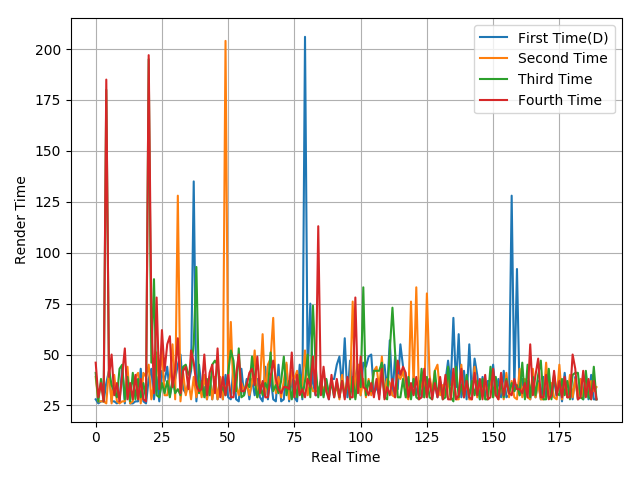 First Time(D)
Second Time
Third Time
Fourth Time
200
175
150
125
100
75
50
25
Render Time
0
25
50
75
100
125
150
175
Real Time